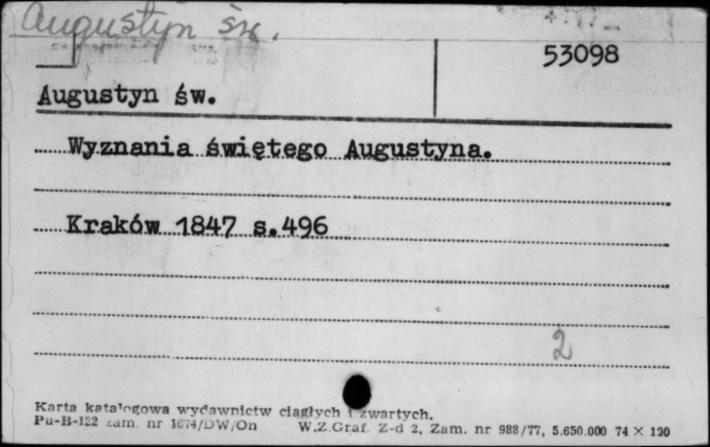 Augustyn św.
53098
Augustyn św.
Wyznania świętego Augustyna.
Kraków 1847 s.496
2
Karta katalogowa wydawnictw ciągłych i zwartych.
Pu-B-122 zam. nr 1674/DW/On W.Z.Graf. Z-d 2, Zam. nr 988/77, 5.650.000 74 × 120